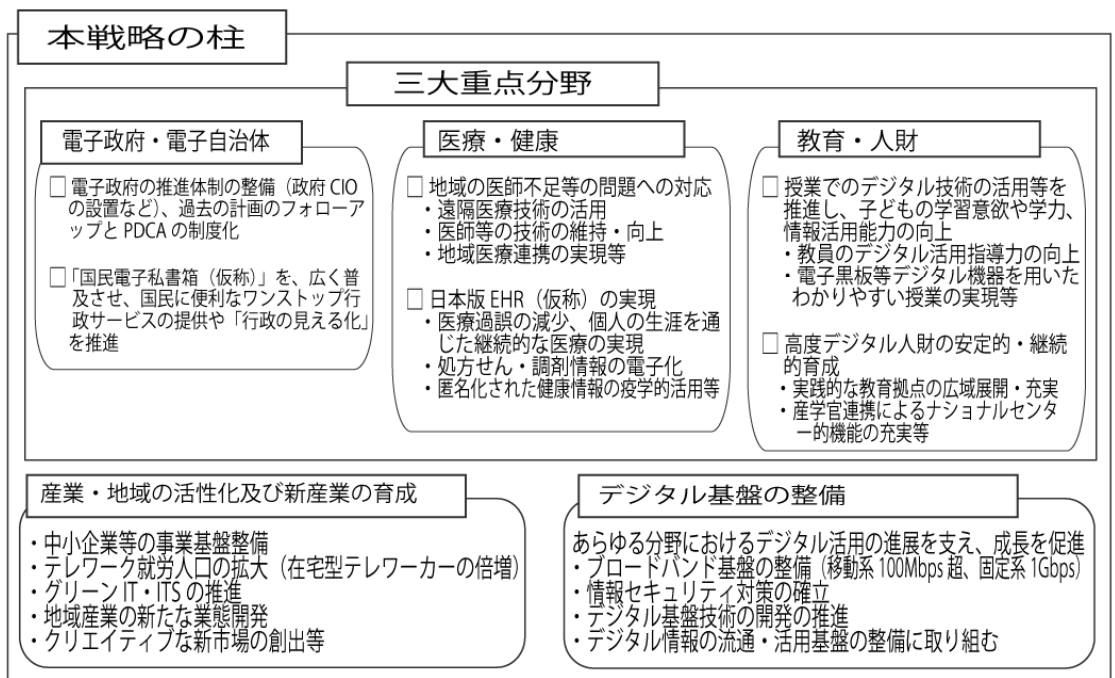 本戦略の柱
三大重点分野
電子政府・電子自治体
□ 電子政府の推進体制の整備（政府 CIO
の設置など）、過去の計画のフォローア
ップと PDCA の制度化
□「国民電子私書箱（仮称）」を、広く普
及させ、国民に便利なワンストップ行
政サービスの提供や「行政の見える化」
を推進
医療・健康
□ 地域の医師不足等の問題への対応
・遠隔医療技術の活用
・医師等の技術の維持・向上
・地域医療連携の実現等
□ 日本版 EHR（仮称）の実現
・医療過誤の減少、個人の生涯を通
じた継続的な医療の実現
・処方せん・調剤情報の電子化
・匿名化された健康情報の疫学的活用等
教育・人財
□ 授業でのデジタル技術の活用等を
推進し、子どもの学習意欲や学力、
情報活用能力の向上
・教員のデジタル活用指導力の向上
・電子黒板等デジタル機器を用いた
わかりやすい授業の実現等
□ 高度デジタル人財の安定的・継続
的育成
・実践的な教育拠点の広域展開・充実
・産学官連携によるナショナルセンタ
ー的機能の充実等
産業・地域の活性化及び新産業の育成
・中小企業等の事業基盤整備
・テレワーク就労人口の拡大（在宅型テレワーカーの倍増）
・グリーン IT・ITS の推進
・地域産業の新たな業態開発
・クリエイティブな新市場の創出等
デジタル基盤の整備
あらゆる分野におけるデジタル活用の進展を支え、成長を促進
・ブロードバンド基盤の整備（移動系 100Mbps 超、固定系 1Gbps）
・情報セキュリティ対策の確立
・デジタル基盤技術の開発の推進
・デジタル情報の流通・活用基盤の整備に取り組む